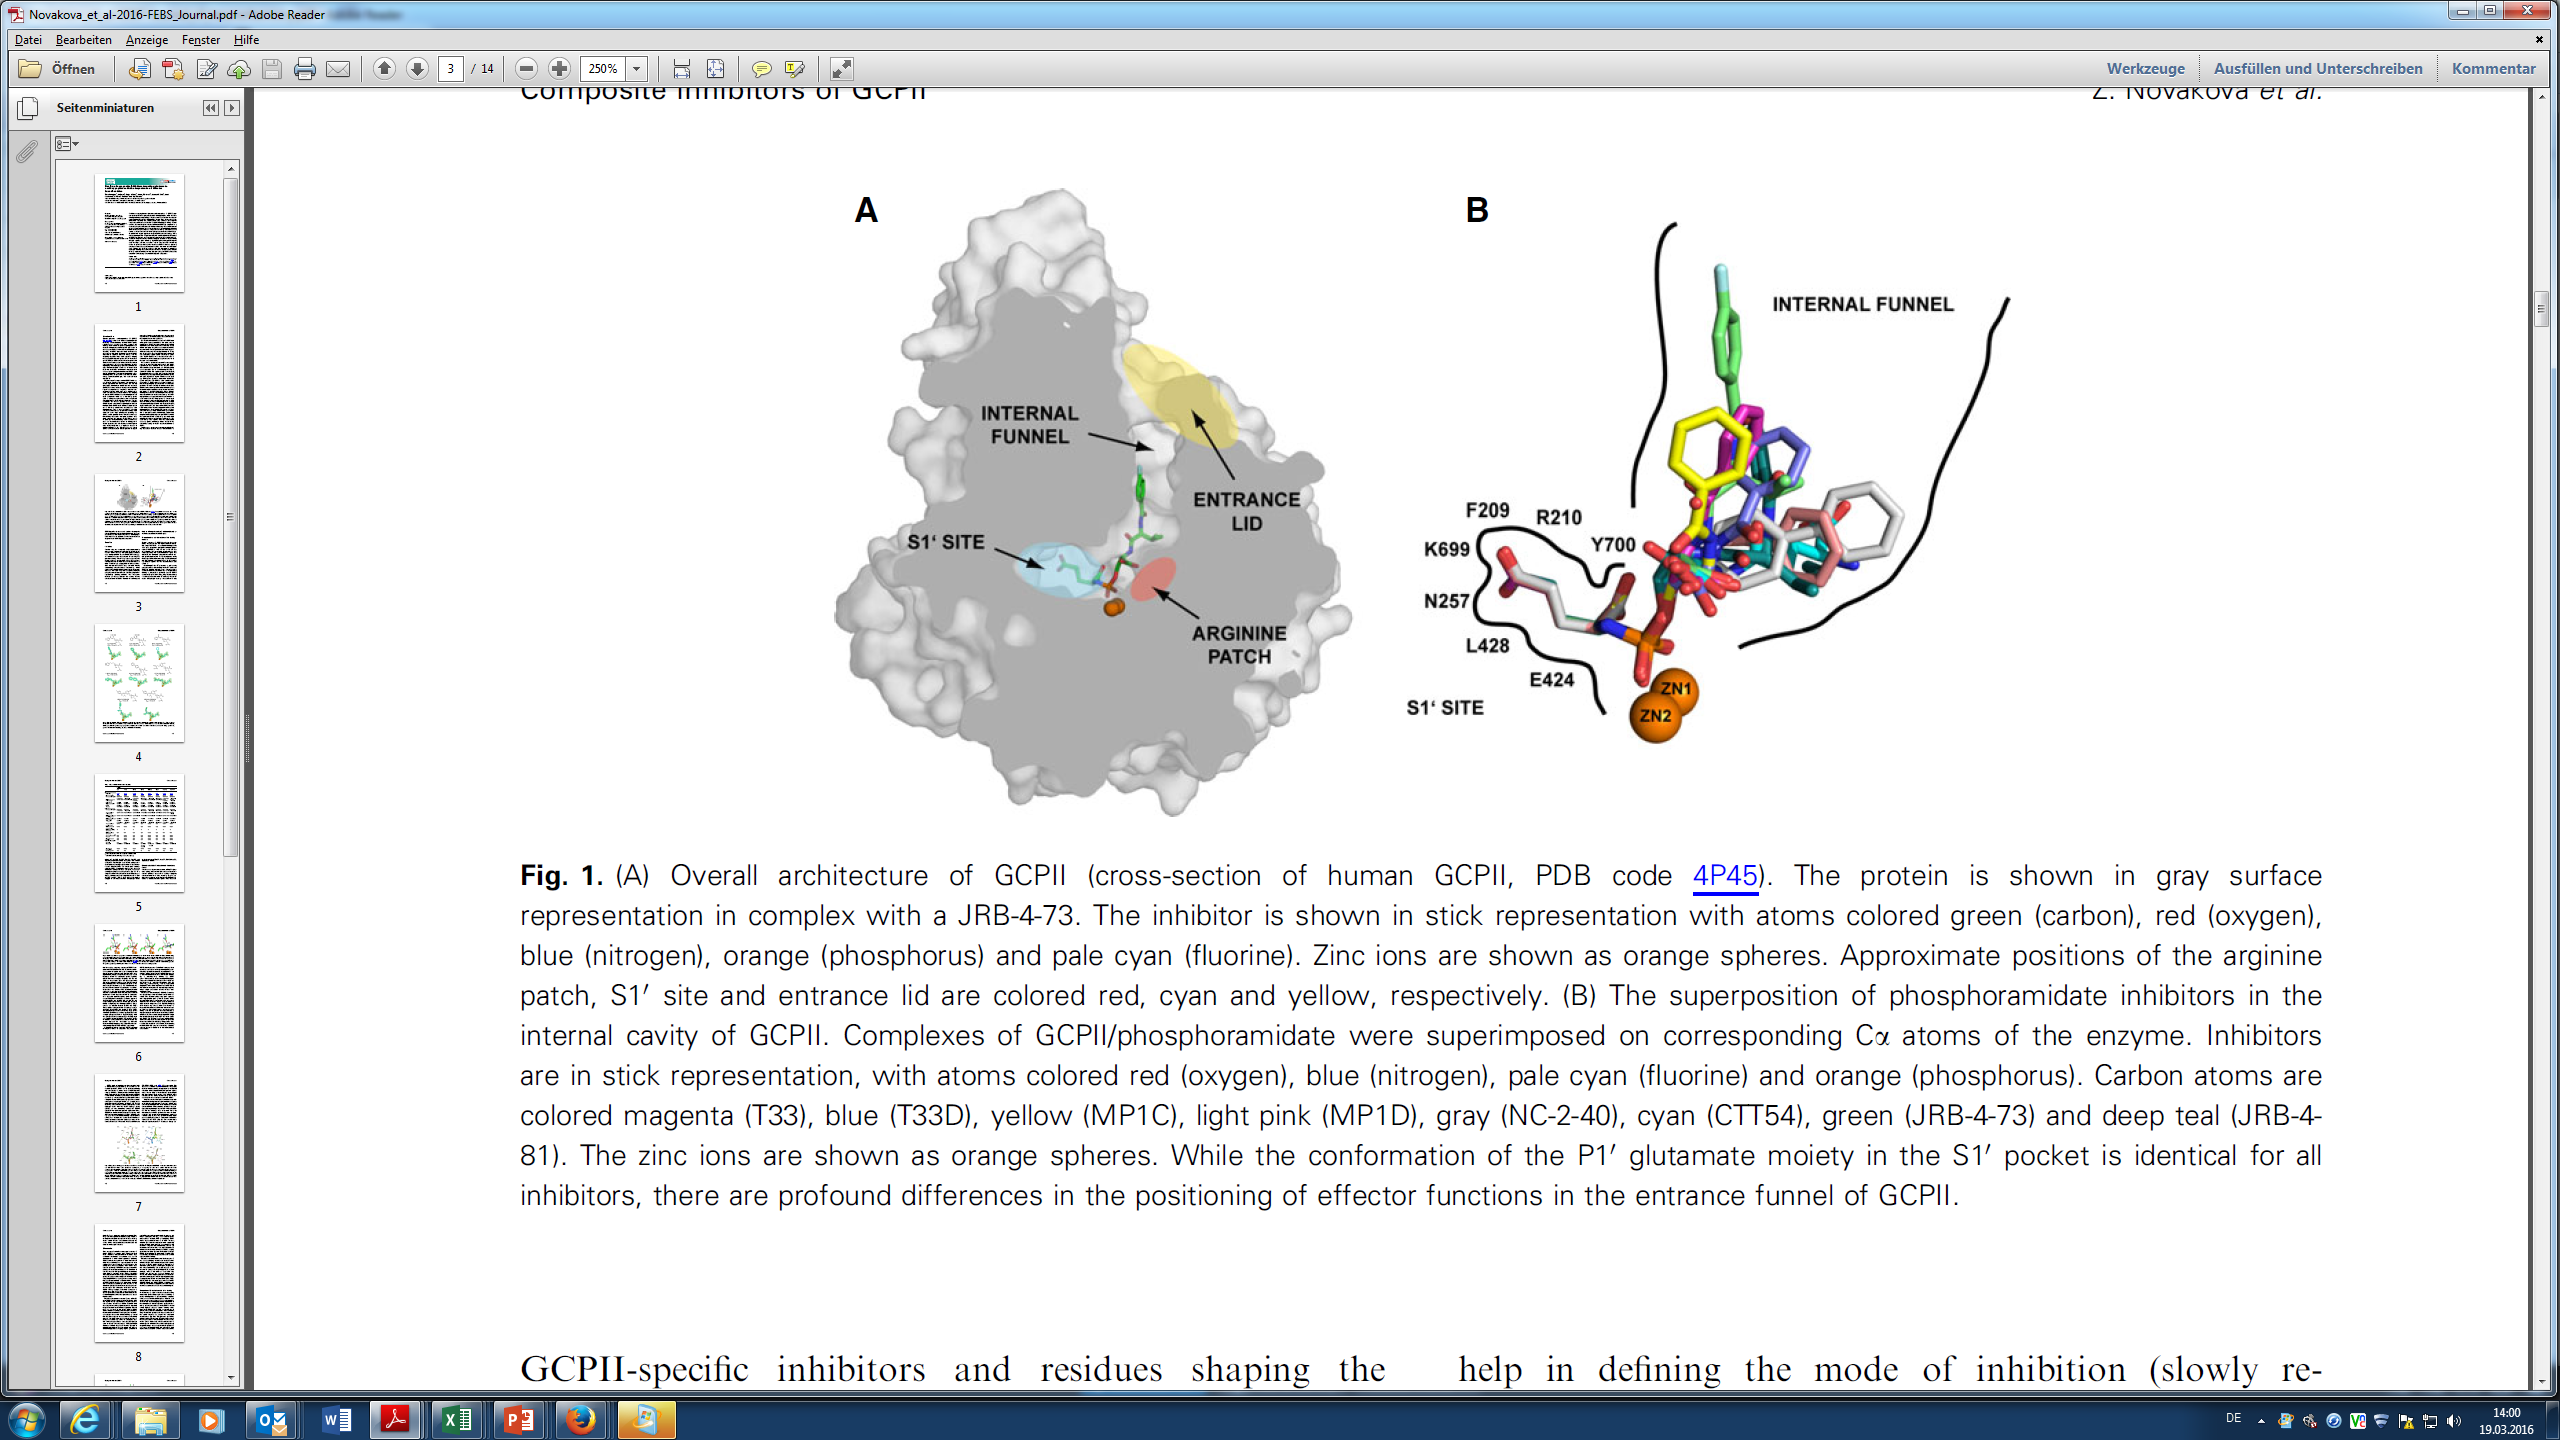 Novakova_et_al-2016-FEBS_Journal.pdf - Adobe Reader
Datei Bearbeiten Anzeige Fenster Hilfe
Öffnen 3 / 14 250% Werkzeuge Ausfüllen und Unterschreiben Kommentar
Seitenminiaturen
1
2
3
4
5
6
7
8
Composite inhibitors of GCPII
Z. Novakova et al.
A
INTERNAL
FUNNEL
ENTRANCE
LID
S1' SITE
ARGININE
PATCH
B
INTERNAL FUNNEL
F209
R210
K699
Y700
N257
L428
E424
S1' SITE
ZN1
ZN2
Fig. 1. (A) Overall architecture of GCPII (cross-section of human GCPII, PDB code 4P45). The protein is shown in gray surface
representation in complex with a JRB-4-73. The inhibitor is shown in stick representation with atoms colored green (carbon), red (oxygen),
blue (nitrogen), orange (phosphorus) and pale cyan (fluorine). Zinc ions are shown as orange spheres. Approximate positions of the arginine
patch, S1′ site and entrance lid are colored red, cyan and yellow, respectively. (B) The superposition of phosphoramidate inhibitors in the
internal cavity of GCPII. Complexes of GCPII/phosphoramidate were superimposed on corresponding Cα atoms of the enzyme. Inhibitors
are in stick representation, with atoms colored red (oxygen), blue (nitrogen), pale cyan (fluorine) and orange (phosphorus). Carbon atoms are
colored magenta (T33), blue (T33D), yellow (MP1C), light pink (MP1D), gray (NC-2-40), cyan (CTT54), green (JRB-4-73) and deep teal (JRB-4-
81). The zinc ions are shown as orange spheres. While the conformation of the P1′ glutamate moiety in the S1′ pocket is identical for all
inhibitors, there are profound differences in the positioning of effector functions in the entrance funnel of GCPII.
GCPII-specific inhibitors and residues shaping the
help in defining the mode of inhibition (slowly re-
DE
14:00
19.03.2016